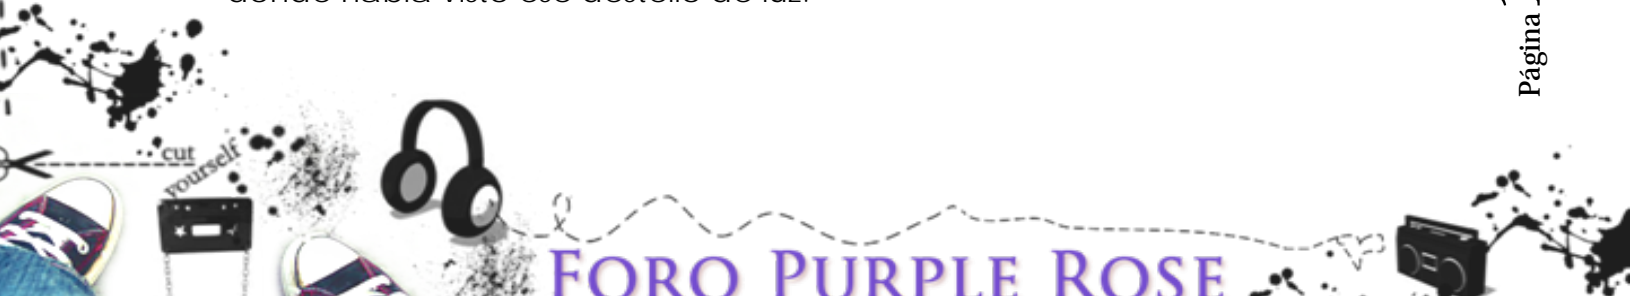 donde había visto ese destello de luz.
Página
cut
yourself
FORO PURPLE ROSE